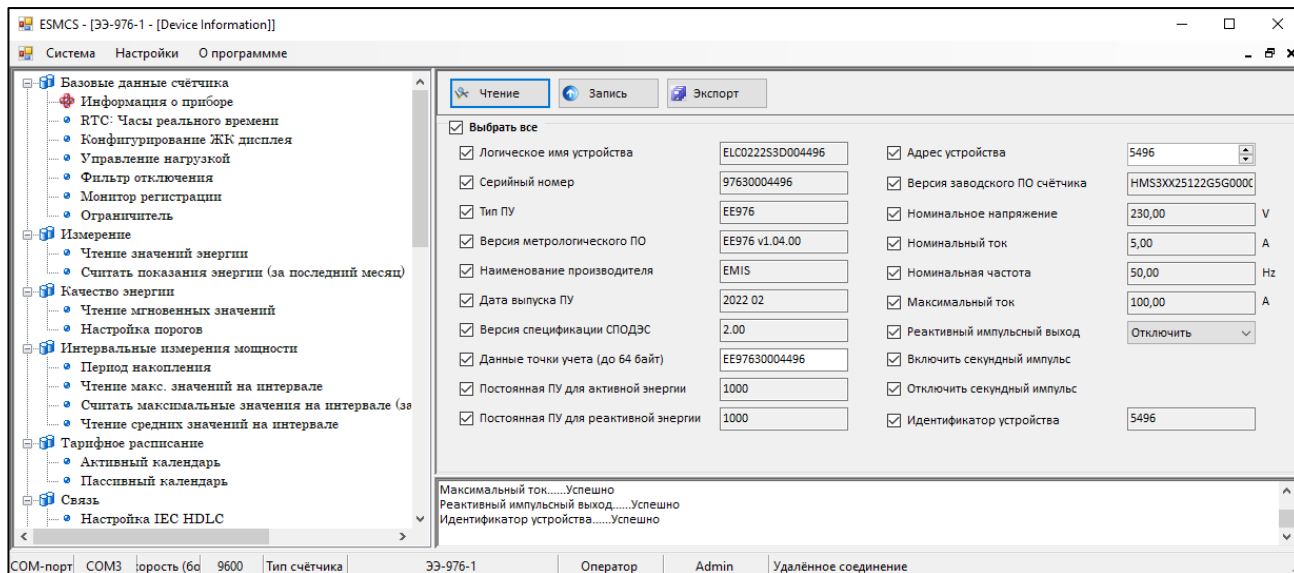 ESMCS - [ЭЭ-976-1 - [Device Information]]
Система Настройки О программме
Базовые данные счётчика
Информация о приборе
RTC: Часы реального времени
Конфигурирование ЖК дисплея
Управление нагрузкой
Фильтр отключения
Монитор регистрации
Ограничитель
Измерение
Чтение значений энергии
Считать показания энергии (за последний месяц)
Качество энергии
Чтение мгновенных значений
Настройка порогов
Интервальные измерения мощности
Период накопления
Чтение макс. значений на интервале
Считать максимальные значения на интервале (за
Чтение средних значений на интервале
Тарифное расписание
Активный календарь
Пассивный календарь
Связь
Настройка IEC HDLC
Чтение Запись Экспорт
Выбрать все
Логическое имя устройства ELC0222S3D004496
Серийный номер 97630004496
Тип ПУ EE976
Версия метрологического ПО EE976 v1.04.00
Наименование производителя EMIS
Дата выпуска ПУ 2022 02
Версия спецификации СПОДЭС 2.00
Данные точки учета (до 64 байт) EE97630004496
Постоянная ПУ для активной энергии 1000
Постоянная ПУ для реактивной энергии 1000
Адрес устройства 5496
Версия заводского ПО счётчика HMS3XX25122G5G000
Номинальное напряжение 230,00 V
Номинальный ток 5,00 A
Номинальная частота 50,00 Hz
Максимальный ток 100,00 A
Реактивный импульсный выход Отключить
Включить секундный импульс
Отключить секундный импульс
Идентификатор устройства 5496
Максимальный ток......Успешно
Реактивный импульсный выход......Успешно
Идентификатор устройства......Успешно
COM-порт COM3 корость (бо 9600 Тип счётчика ЭЭ-976-1 Оператор Admin Удалённое соединение